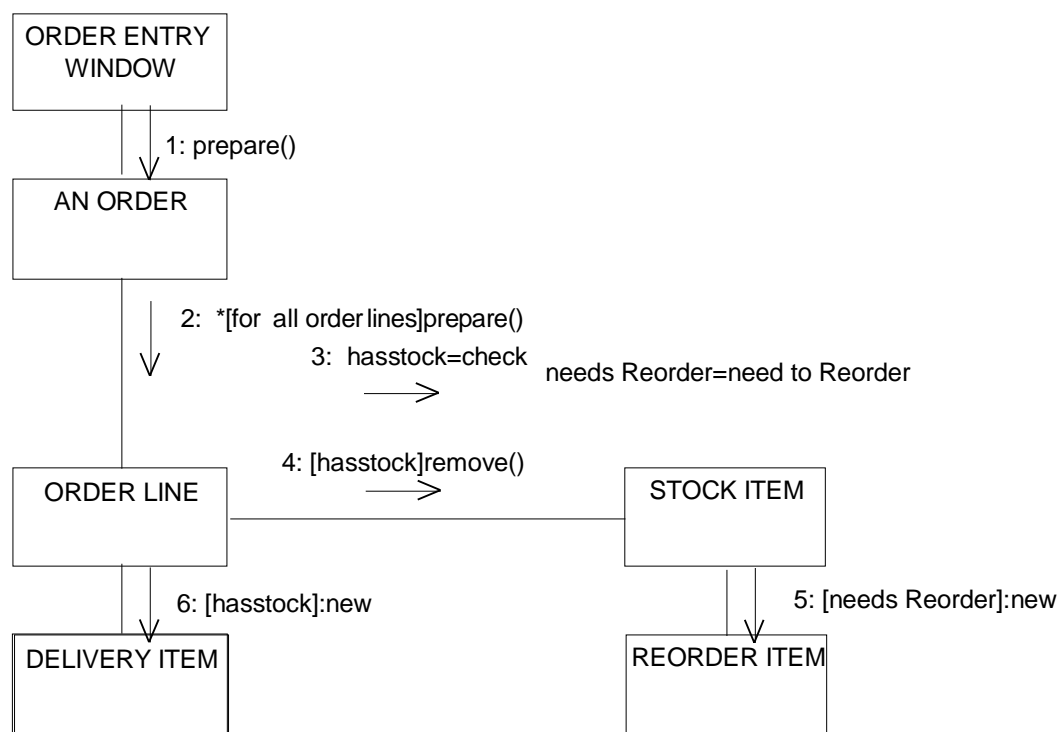 ORDER ENTRY
WINDOW
1: prepare()
AN ORDER
2: *[for all order lines]prepare()
3: hasstock=check
needs Reorder=need to Reorder
4: [hasstock]remove()
ORDER LINE
STOCK ITEM
6: [hasstock]:new
5: [needs Reorder]:new
DELIVERY ITEM
REORDER ITEM